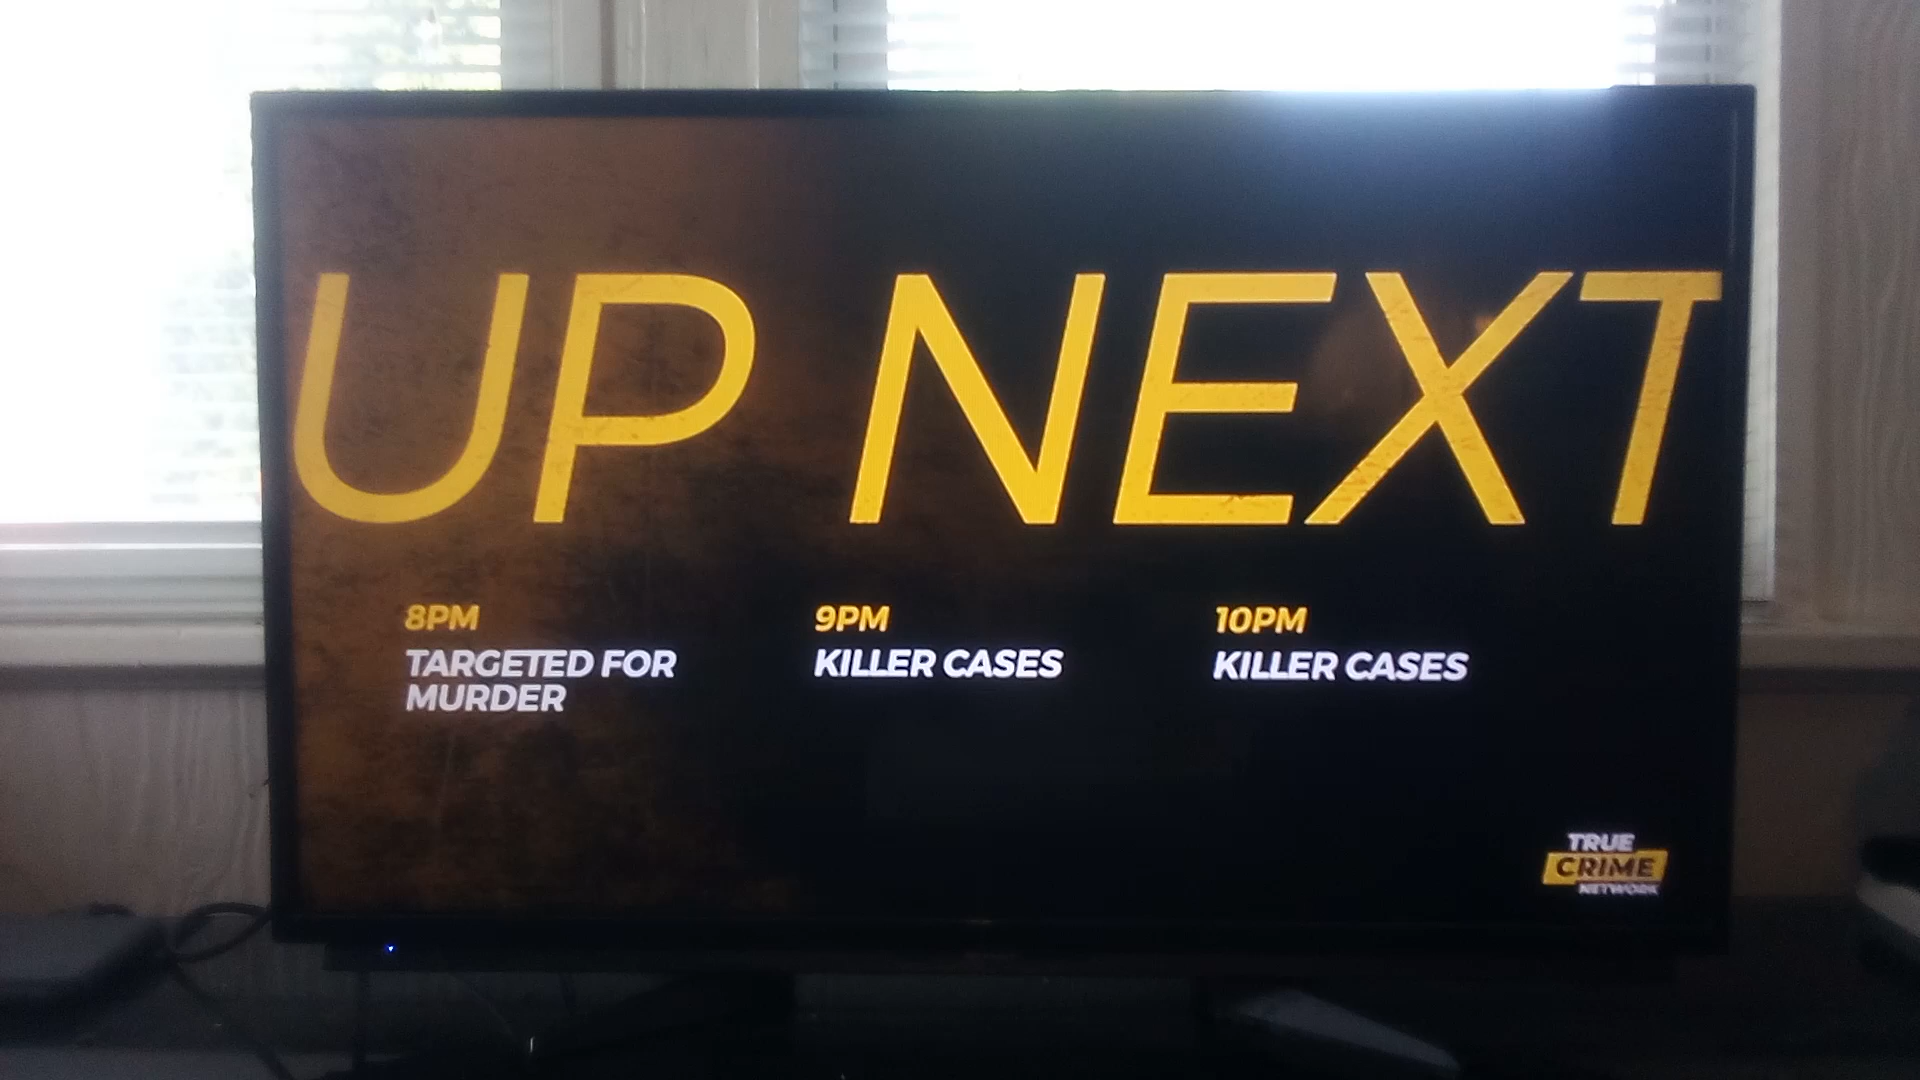 UP NEXT
8PM
TARGETED FOR
MURDER
9PM
KILLER CASES
10PM
KILLER CASES
TRUE
CRIME
NETWORK